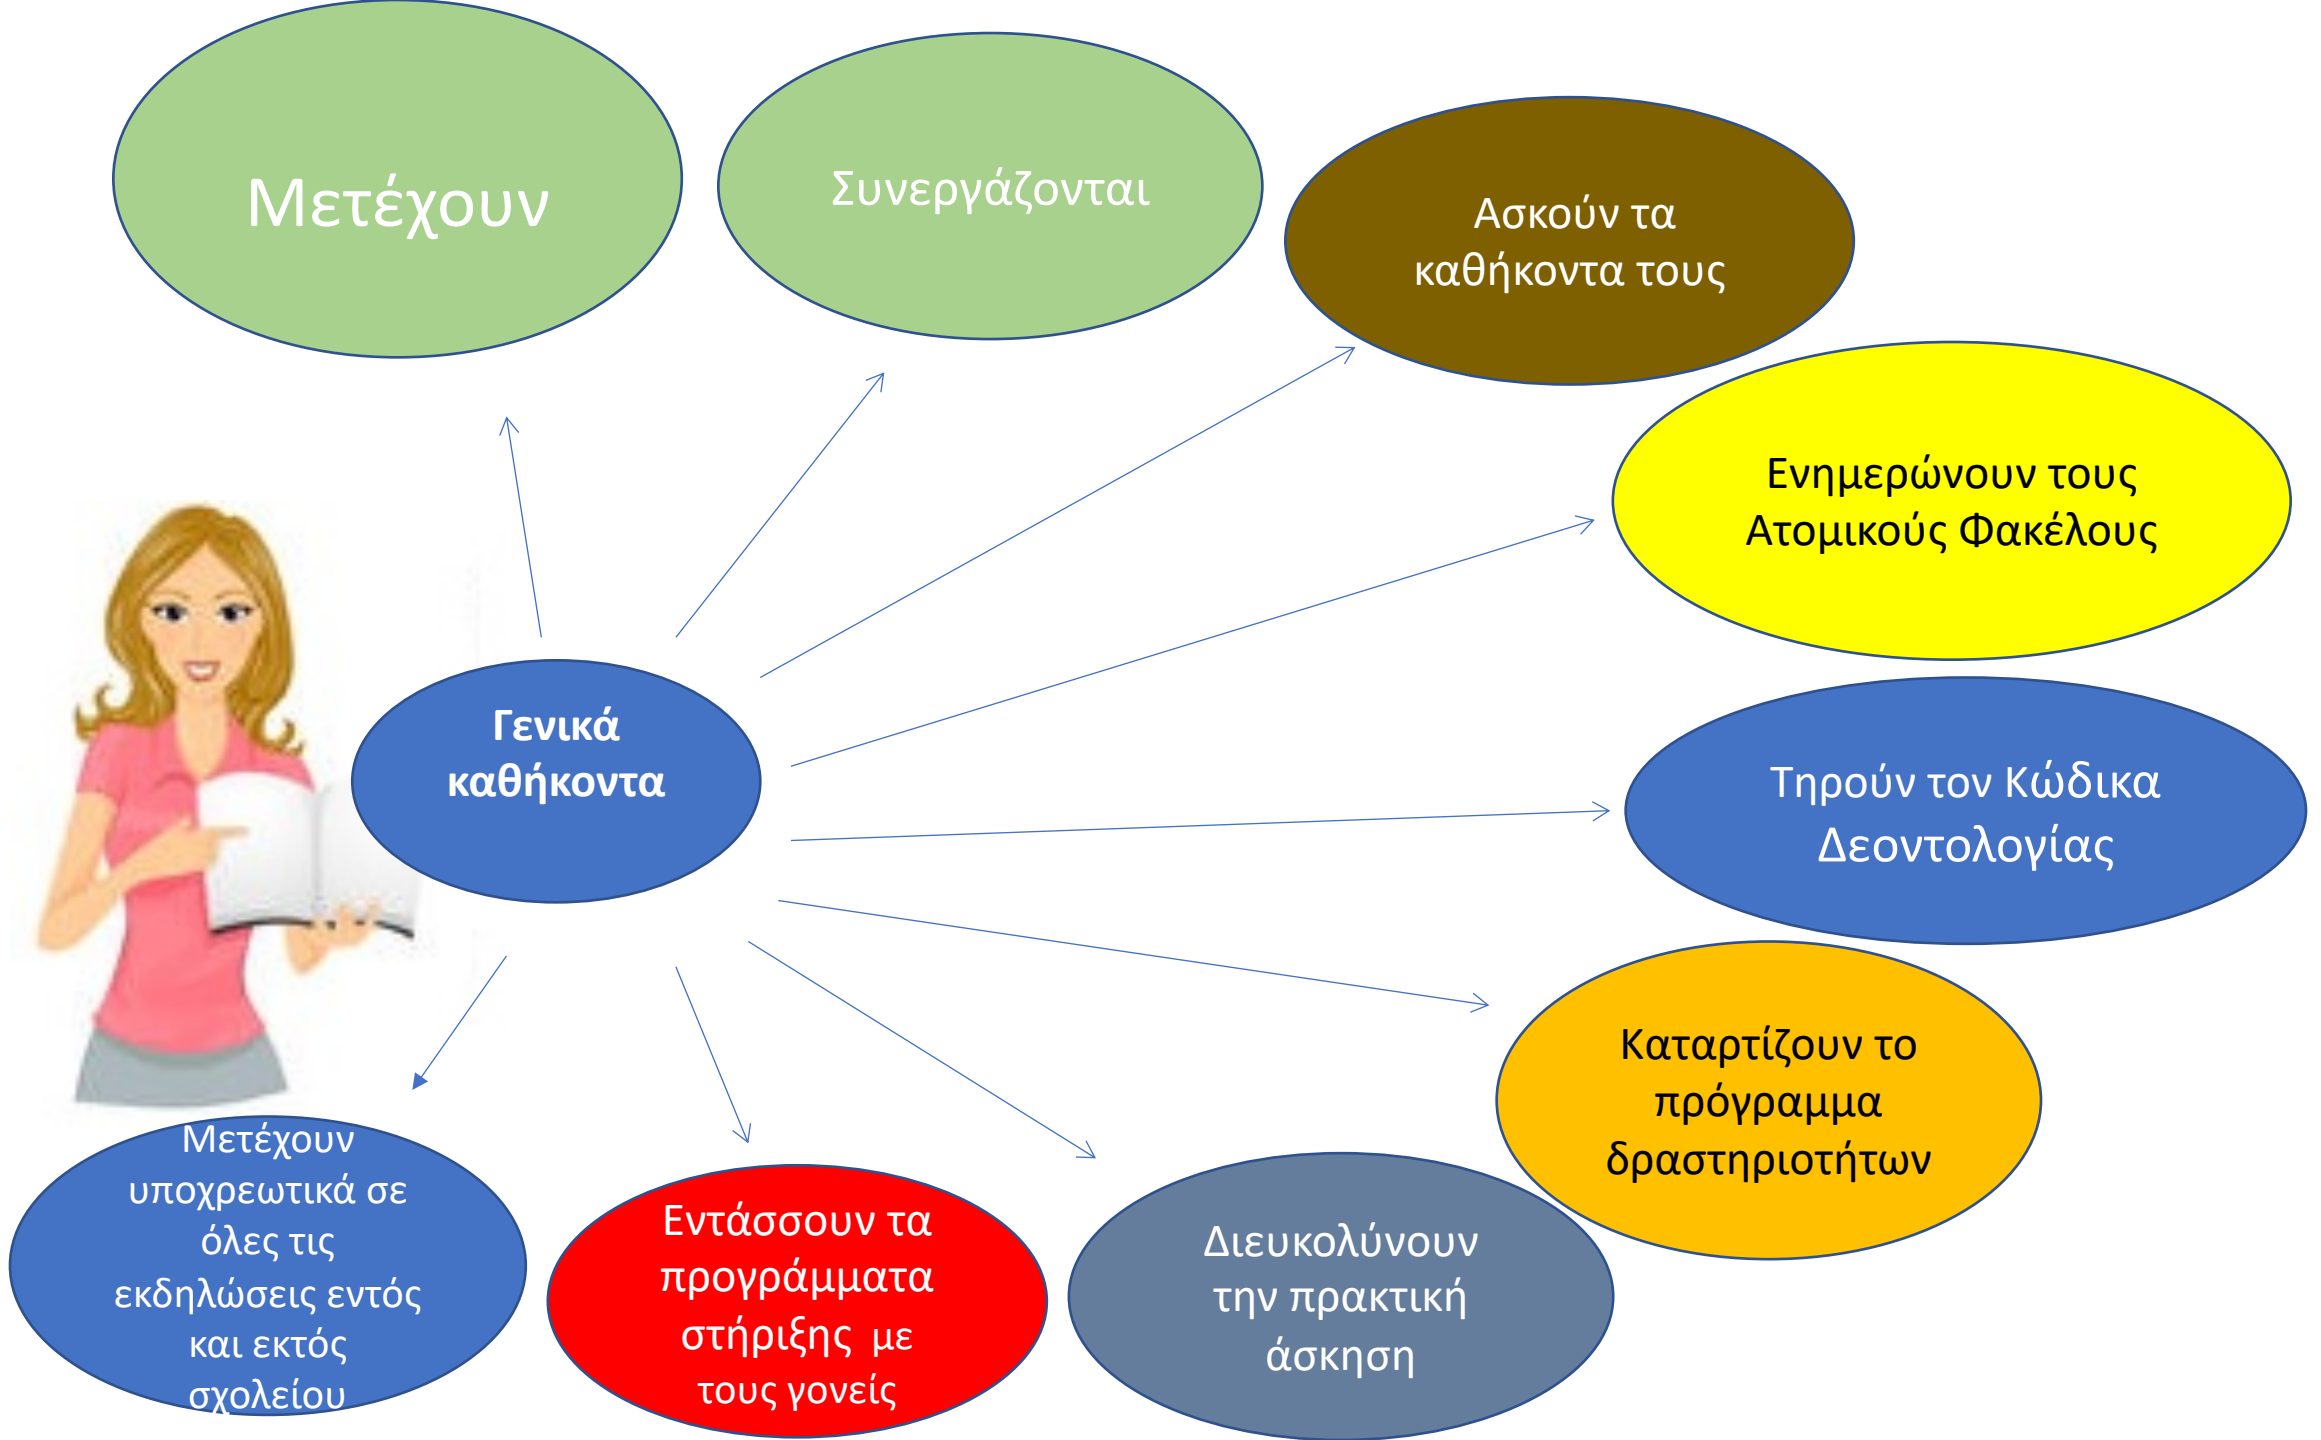 Μετέχουν
Συνεργάζονται
Ασκούν τα
καθήκοντα τους
Ενημερώνουν τους
Ατομικούς Φακέλους
Γενικά
καθήκοντα
Τηρούν τον Κώδικα
Δεοντολογίας
Καταρτίζουν το
πρόγραμμα
δραστηριοτήτων
Διευκολύνουν
την πρακτική
άσκηση
Εντάσσουν τα
προγράμματα
στήριξης με
τους γονείς
Μετέχουν
υποχρεωτικά σε
όλες τις
εκδηλώσεις εντός
και εκτός
σχολείου